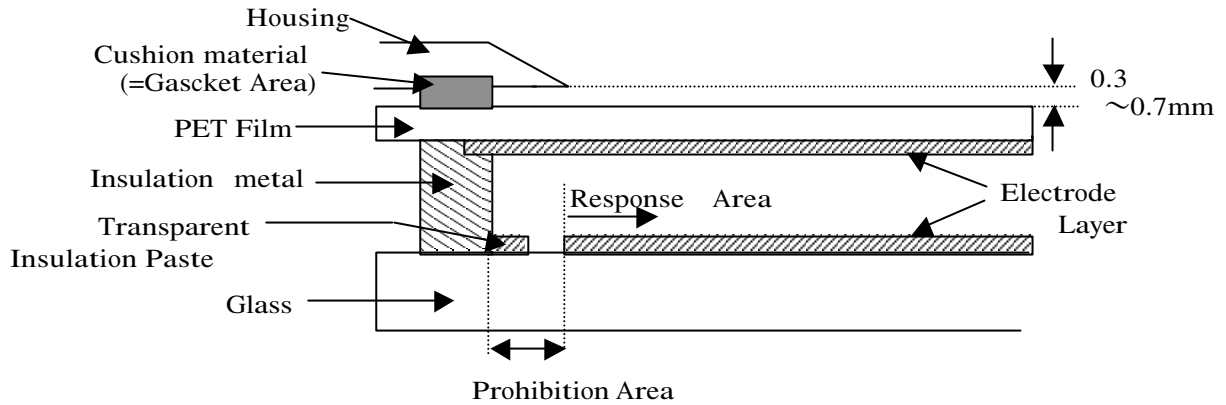 Housing
Cushion material
(=Gascket Area)
0.3
～0.7mm
PET Film
Insulation metal
Response Area
Electrode
Layer
Transparent
Insulation Paste
Glass
Prohibition Area